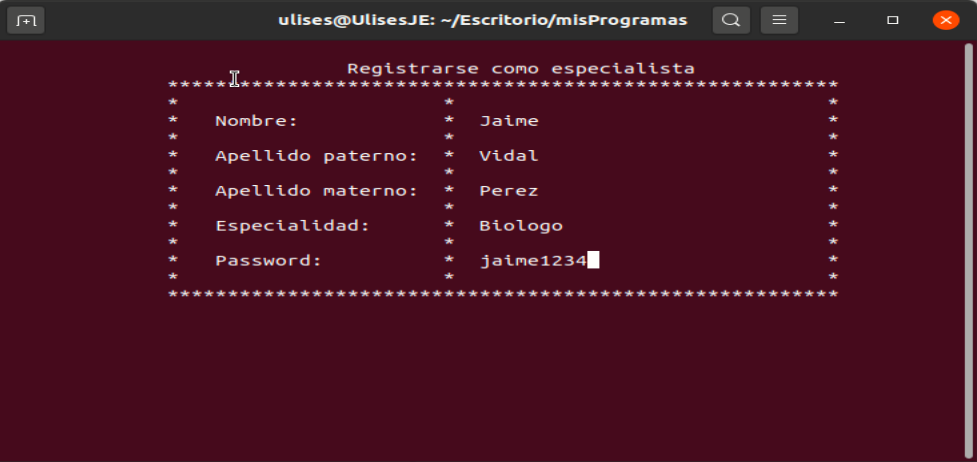 ulises@UlisesJE: ~/Escritorio/misProgramas
Registrarse como especialista
********************************************************
* * *
* Nombre: * Jaime *
* * *
* Apellido paterno: * Vidal *
* * *
* Apellido materno: * Perez *
* * *
* Especialidad: * Biologo *
* * *
* Password: * jaime1234 *
* * *
********************************************************